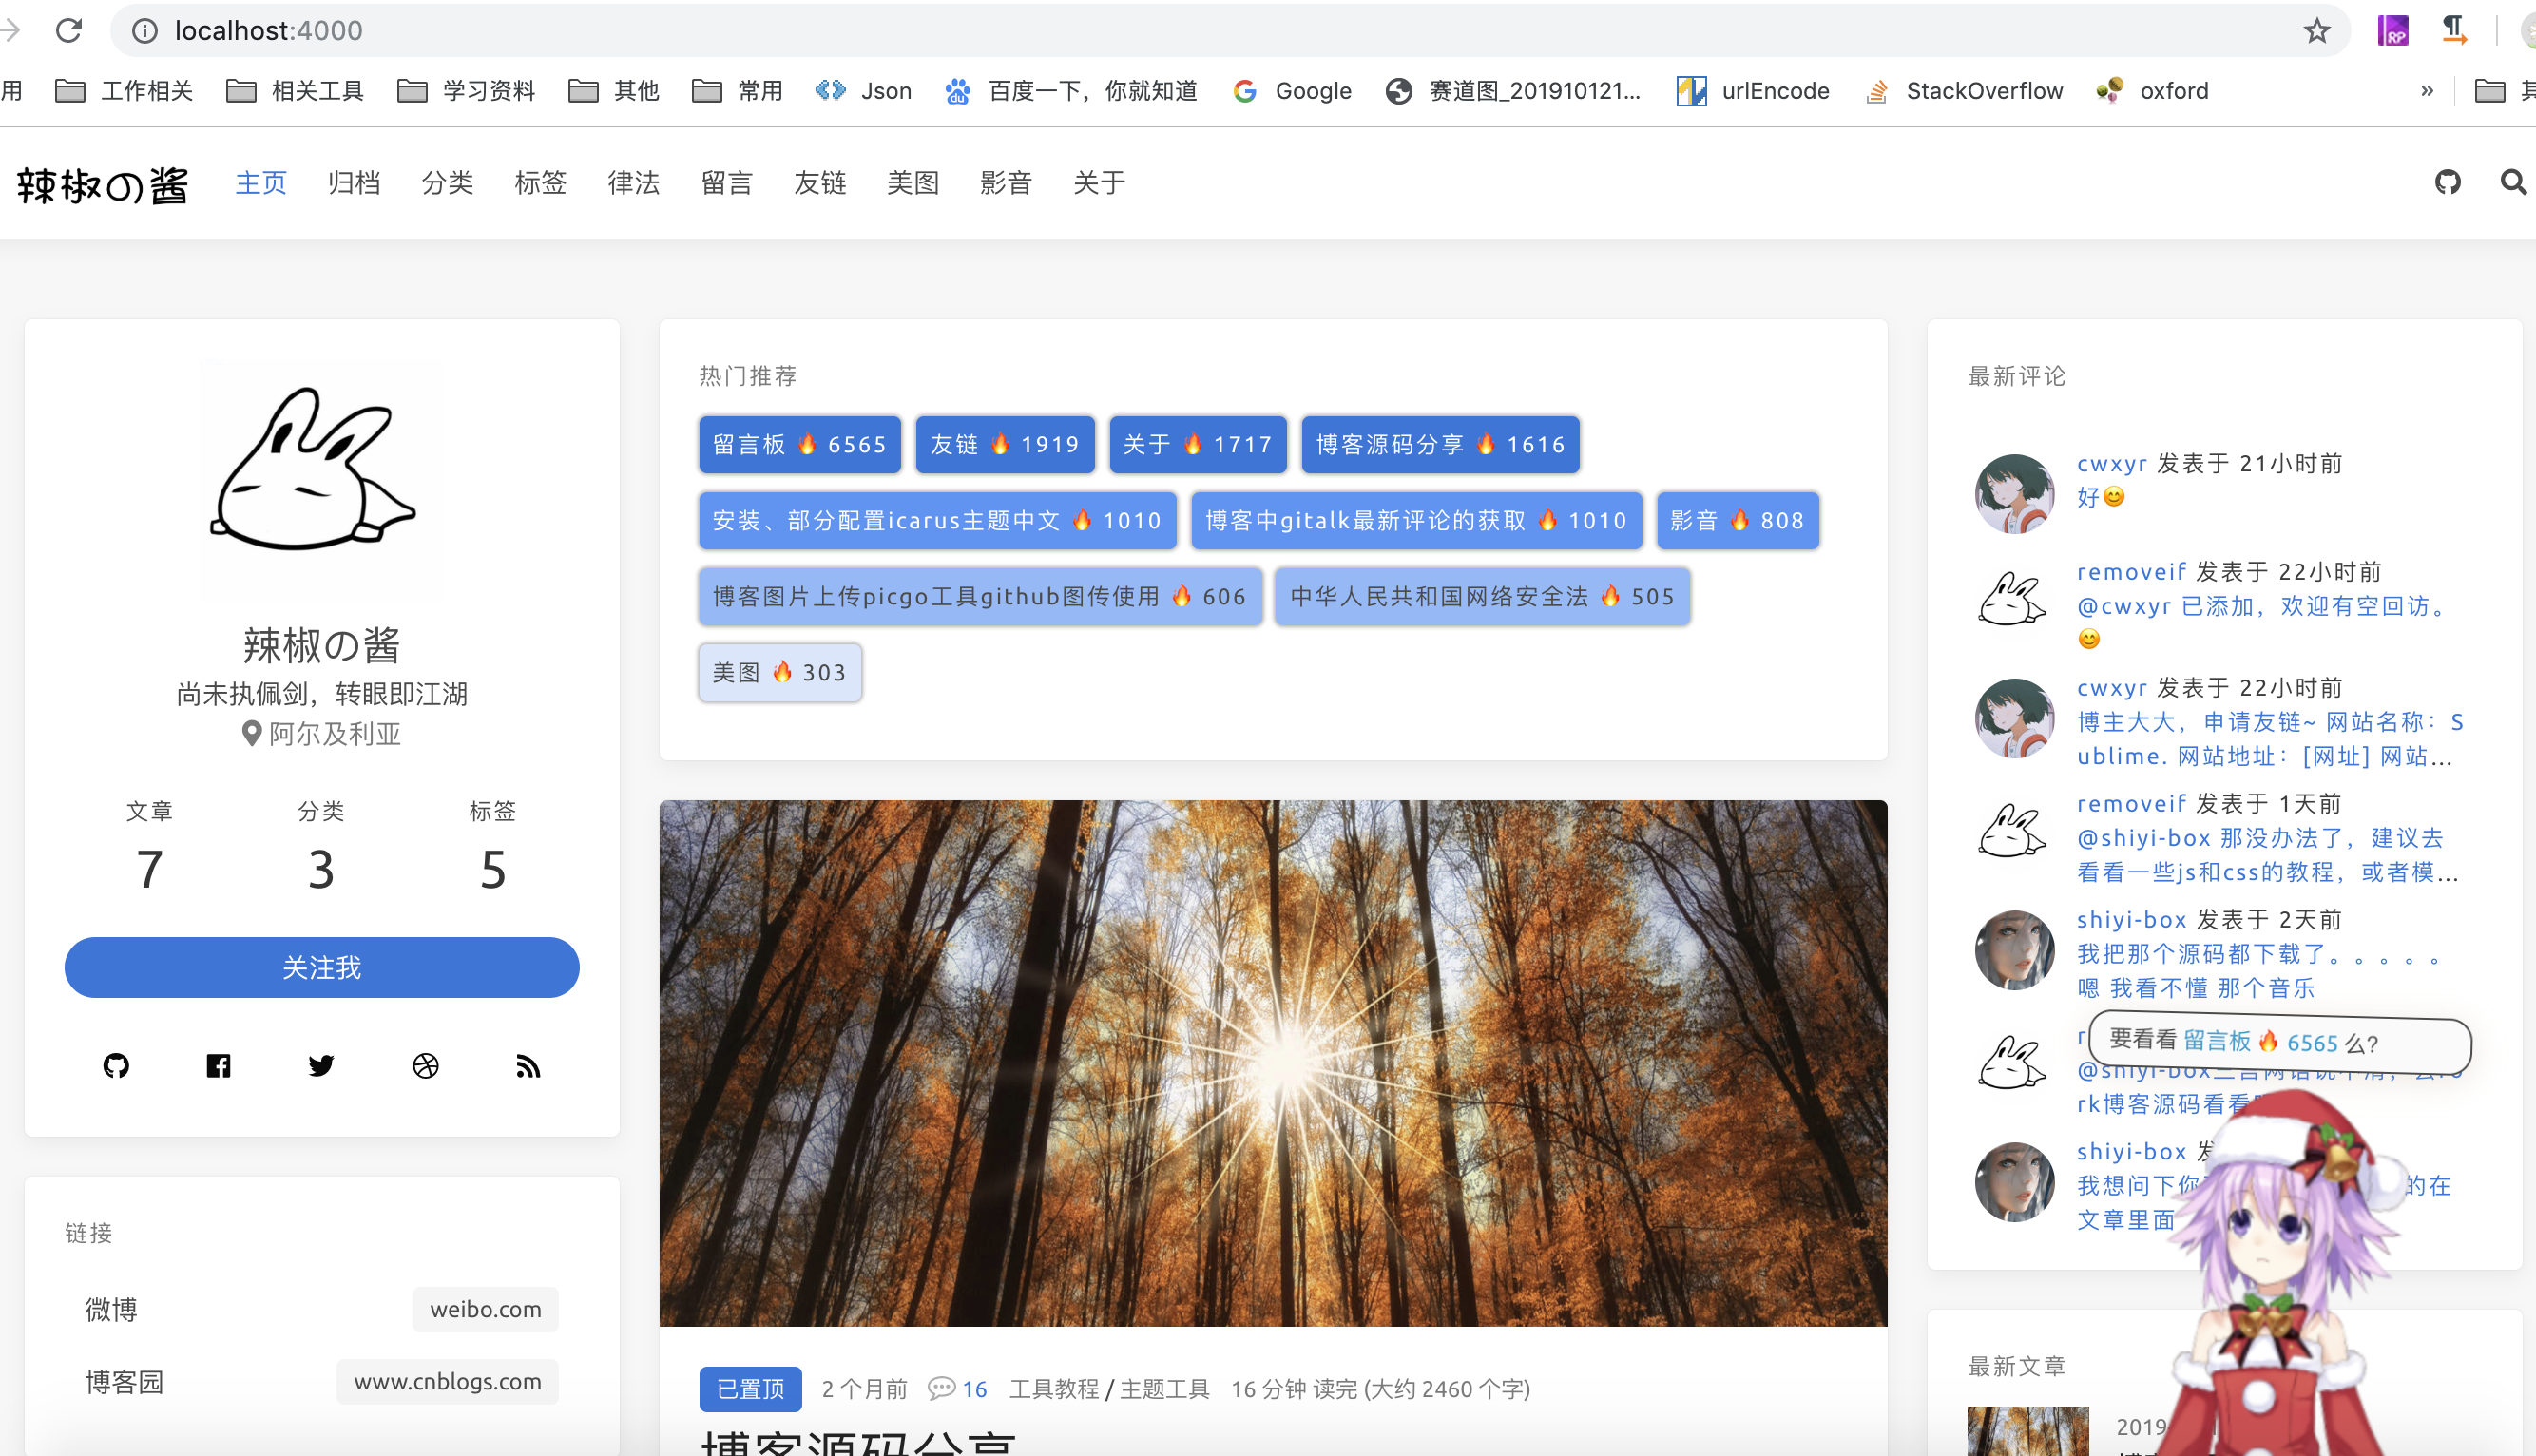 localhost:4000
用 工作相关 相关工具 学习资料 其他 常用 Json 百度一下，你就知道 Google 赛道图_201910121... urlEncode StackOverflow oxford »
辣椒の酱 主页 归档 分类 标签 律法 留言 友链 美图 影音 关于
辣椒の酱
尚未执佩剑，转眼即江湖
阿尔及利亚
文章 分类 标签
7 3 5
关注我
链接
微博 weibo.com
博客园 www.cnblogs.com
热门推荐
留言板 🔥 6565 友链 🔥 1919 关于 🔥 1717 博客源码分享 🔥 1616
安装、部分配置icarus主题中文 🔥 1010 博客中gitalk最新评论的获取 🔥 1010 影音 🔥 808
博客图片上传picgo工具github图传使用 🔥 606 中华人民共和国网络安全法 🔥 505
美图 🔥 303
已置顶 2 个月前 16 工具教程 / 主题工具 16 分钟 读完 (大约 2460 个字)
博客源码分享
最新评论
cwxyr 发表于 21小时前
好😊
removeif 发表于 22小时前
@cwxyr 已添加，欢迎有空回访。
😊
cwxyr 发表于 22小时前
博主大大，申请友链~ 网站名称：S
ublime. 网站地址：[网址] 网站...
removeif 发表于 1天前
@shiyi-box 那没办法了，建议去
看看一些js和css的教程，或者模...
shiyi-box 发表于 2天前
我把那个源码都下载了。。。。。
嗯 我看不懂 那个音乐
要看看 留言板 🔥 6565 么？
@shiyi-box
rk博客源码看看
shiyi-box 发
我想问下你 的在
文章里面
最新文章
2019